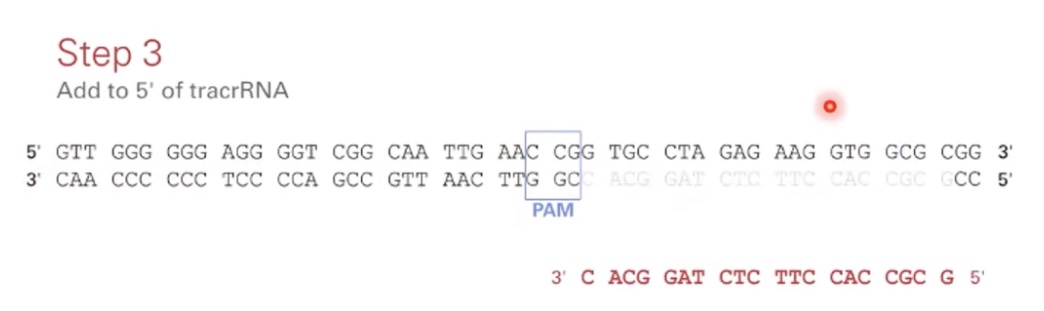 Step 3
Add to 5' of tracrRNA
5' GTT GGG GGG AGG GGT CGG CAA TTG AAC CGG TGC CTA GAG AAG GTG GCG CGG 3'
3' CAA CCC CCC TCC CCA GCC GTT AAC TTG GCC ACG GAT CTC TTC CAC CGC GCC 5'
PAM
3' C ACG GAT CTC TTC CAC CGC G 5'